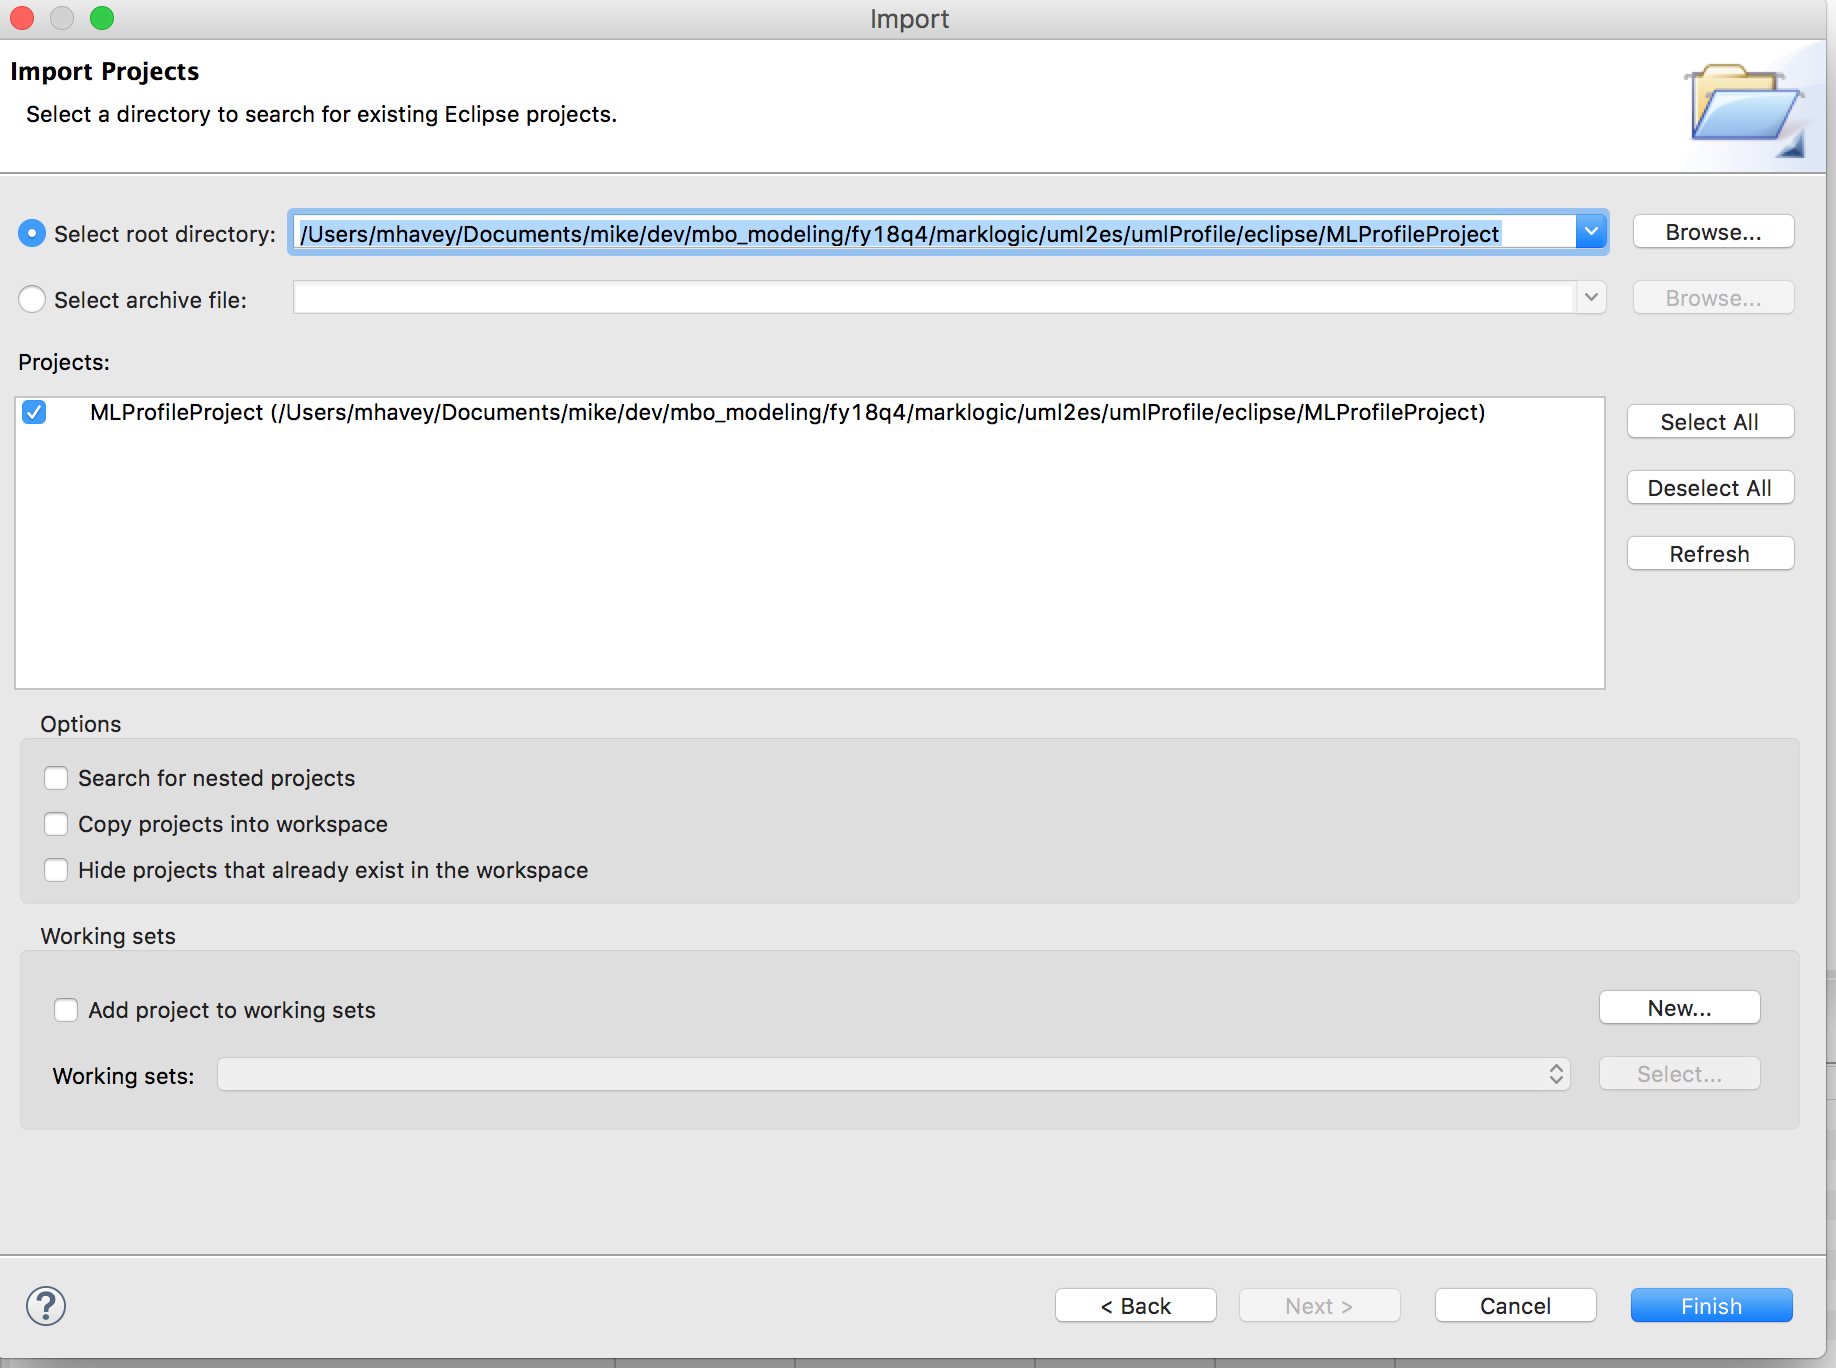 Import
Import Projects
Select a directory to search for existing Eclipse projects.
Select root directory: /Users/mhavey/Documents/mike/dev/mbo_modeling/fy18q4/marklogic/uml2es/umlProfile/eclipse/MLProfileProject Browse...
Select archive file: Browse...
Projects:
MLProfileProject (/Users/mhavey/Documents/mike/dev/mbo_modeling/fy18q4/marklogic/uml2es/umlProfile/eclipse/MLProfileProject)
Select All
Deselect All
Refresh
Options
Search for nested projects
Copy projects into workspace
Hide projects that already exist in the workspace
Working sets
Add project to working sets New...
Working sets: Select...
? < Back Next > Cancel Finish